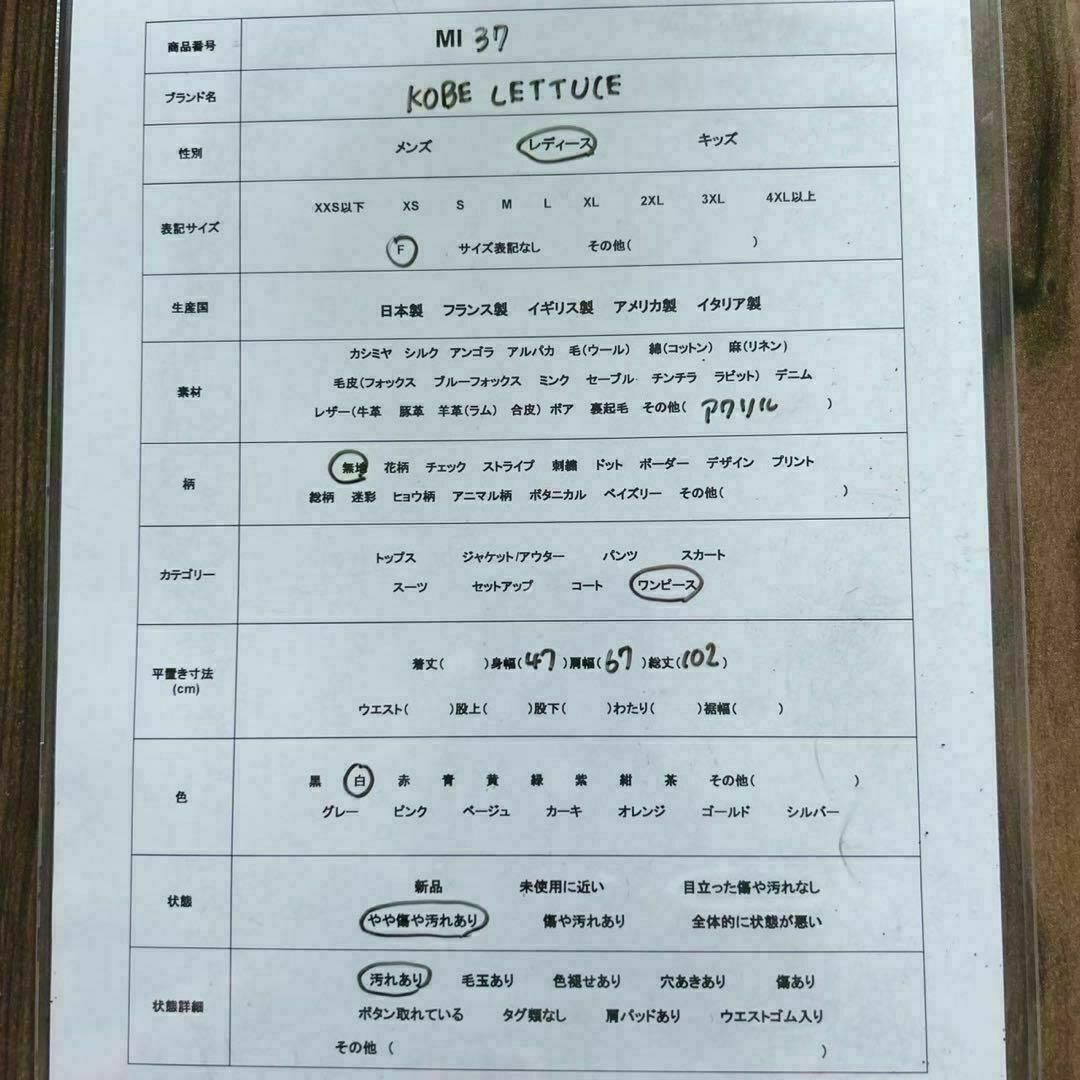 商品番号 MI 37
ブランド名 KOBE LETTUCE
性別 メンズ レディース キッズ
XXS以下 XS S M L XL 2XL 3XL 4XL以上
表記サイズ
F サイズ表記なし その他( )
生産国 日本製 フランス製 イギリス製 アメリカ製 イタリア製
カシミヤ シルク アンゴラ アルパカ 毛(ウール) 綿(コットン) 麻(リネン)
毛皮(フォックス ブルーフォックス ミンク セーブル チンチラ ラビット) デニム
素材
レザー(牛革 豚革 羊革(ラム) 合皮) ボア 裏起毛 その他( アクリル )
無地 花柄 チェック ストライプ 刺繍 ドット ボーダー デザイン プリント
柄
総柄 迷彩 ヒョウ柄 アニマル柄 ボタニカル ペイズリー その他( )
トップス ジャケット/アウター パンツ スカート
カテゴリー
スーツ セットアップ コート ワンピース
着丈( )身幅(47)肩幅(67)総丈(102)
平置き寸法
(cm)
ウエスト( )股上( )股下( )わたり( )裾幅( )
黒 白 赤 青 黄 緑 紫 紺 茶 その他( )
色
グレー ピンク ベージュ カーキ オレンジ ゴールド シルバー
新品 未使用に近い 目立った傷や汚れなし
状態
やや傷や汚れあり 傷や汚れあり 全体的に状態が悪い
汚れあり 毛玉あり 色褪せあり 穴あきあり 傷あり
状態詳細
ボタン取れている タグ類なし 肩パッドあり ウエストゴム入り
その他 ( )